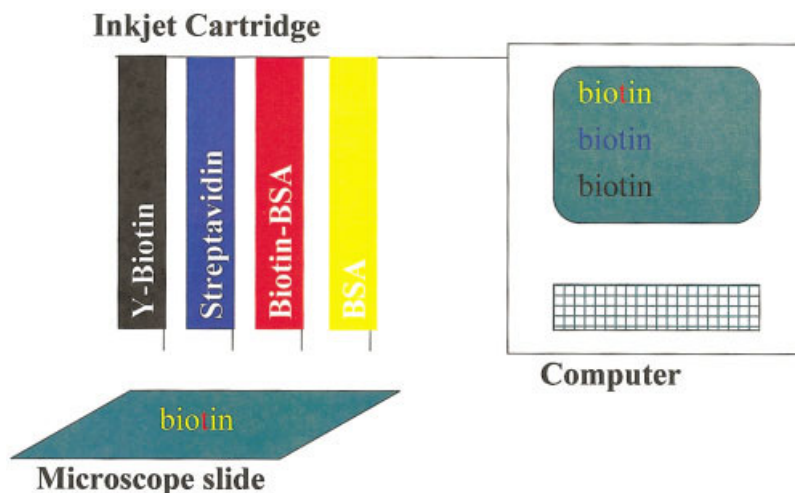 Inkjet Cartridge
Y-Biotin
Streptavidin
Biotin-BSA
BSA
biotin
biotin
biotin
Computer
biotin
Microscope slide